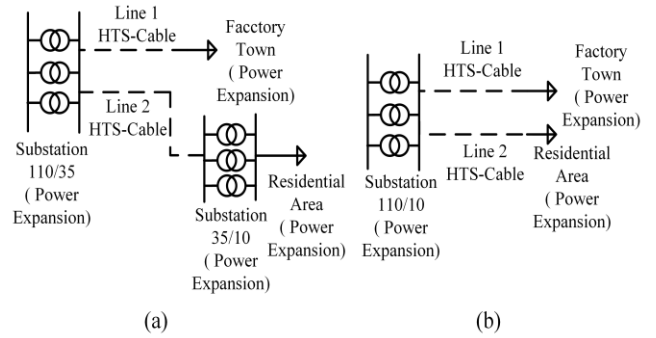 Line 1
HTS-Cable
Facctory
Town
( Power
Expansion)
Line 2
HTS-Cable
Substation
110/35
( Power
Expansion)
Substation
35/10
( Power
Expansion)
Residential
Area
( Power
Expansion)
(a)
Line 1
HTS-Cable
Factory
Town
( Power
Expansion)
Line 2
HTS-Cable
Residential
Area
( Power
Expansion)
Substation
110/10
( Power
Expansion)
(b)